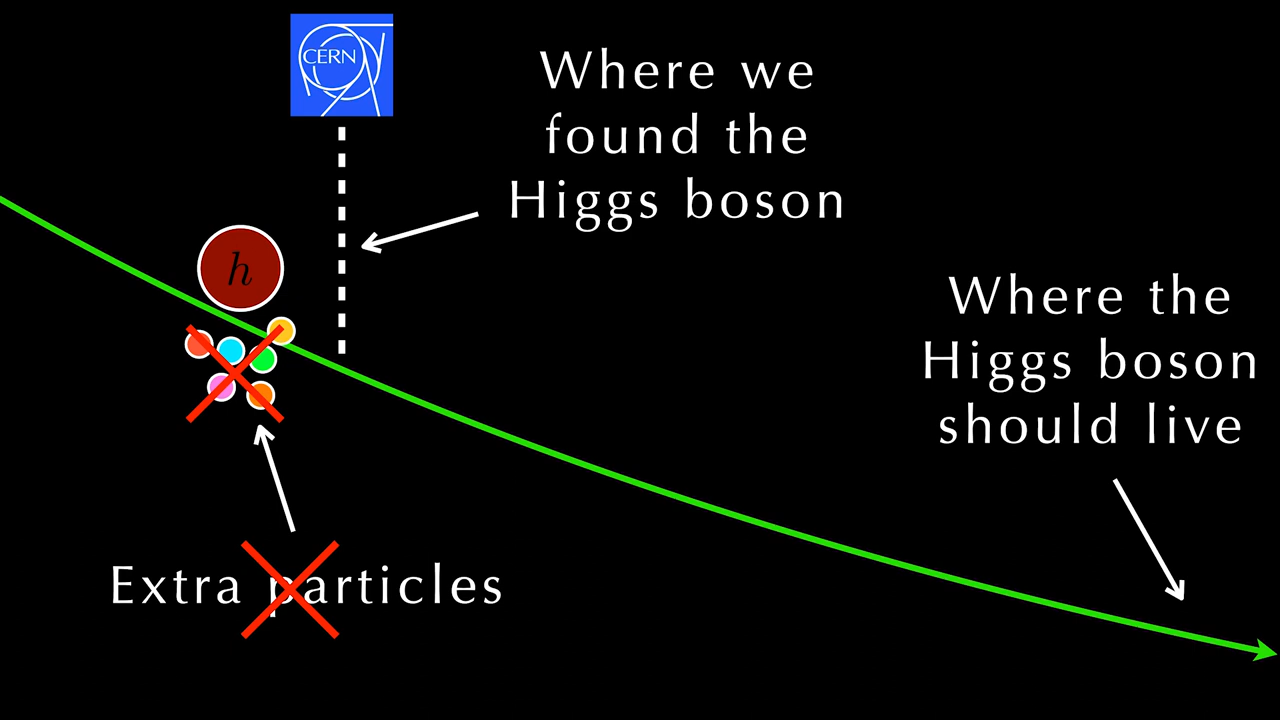 CERN
Where we
found the
Higgs boson
h
Where the
Higgs boson
should live
Extra particles